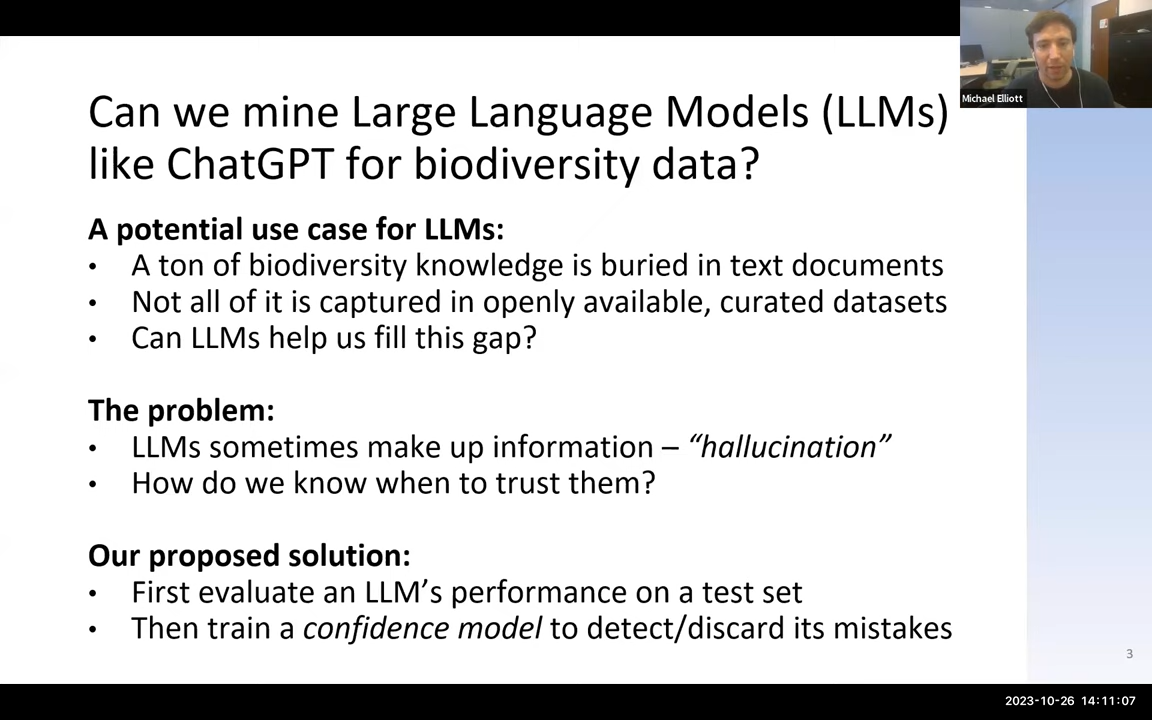 Michael Elliott
Can we mine Large Language Models (LLMs)
like ChatGPT for biodiversity data?
A potential use case for LLMs:
• A ton of biodiversity knowledge is buried in text documents
• Not all of it is captured in openly available, curated datasets
• Can LLMs help us fill this gap?
The problem:
• LLMs sometimes make up information – “hallucination”
• How do we know when to trust them?
Our proposed solution:
• First evaluate an LLM’s performance on a test set
• Then train a confidence model to detect/discard its mistakes
3
2023-10-26 14:11:07